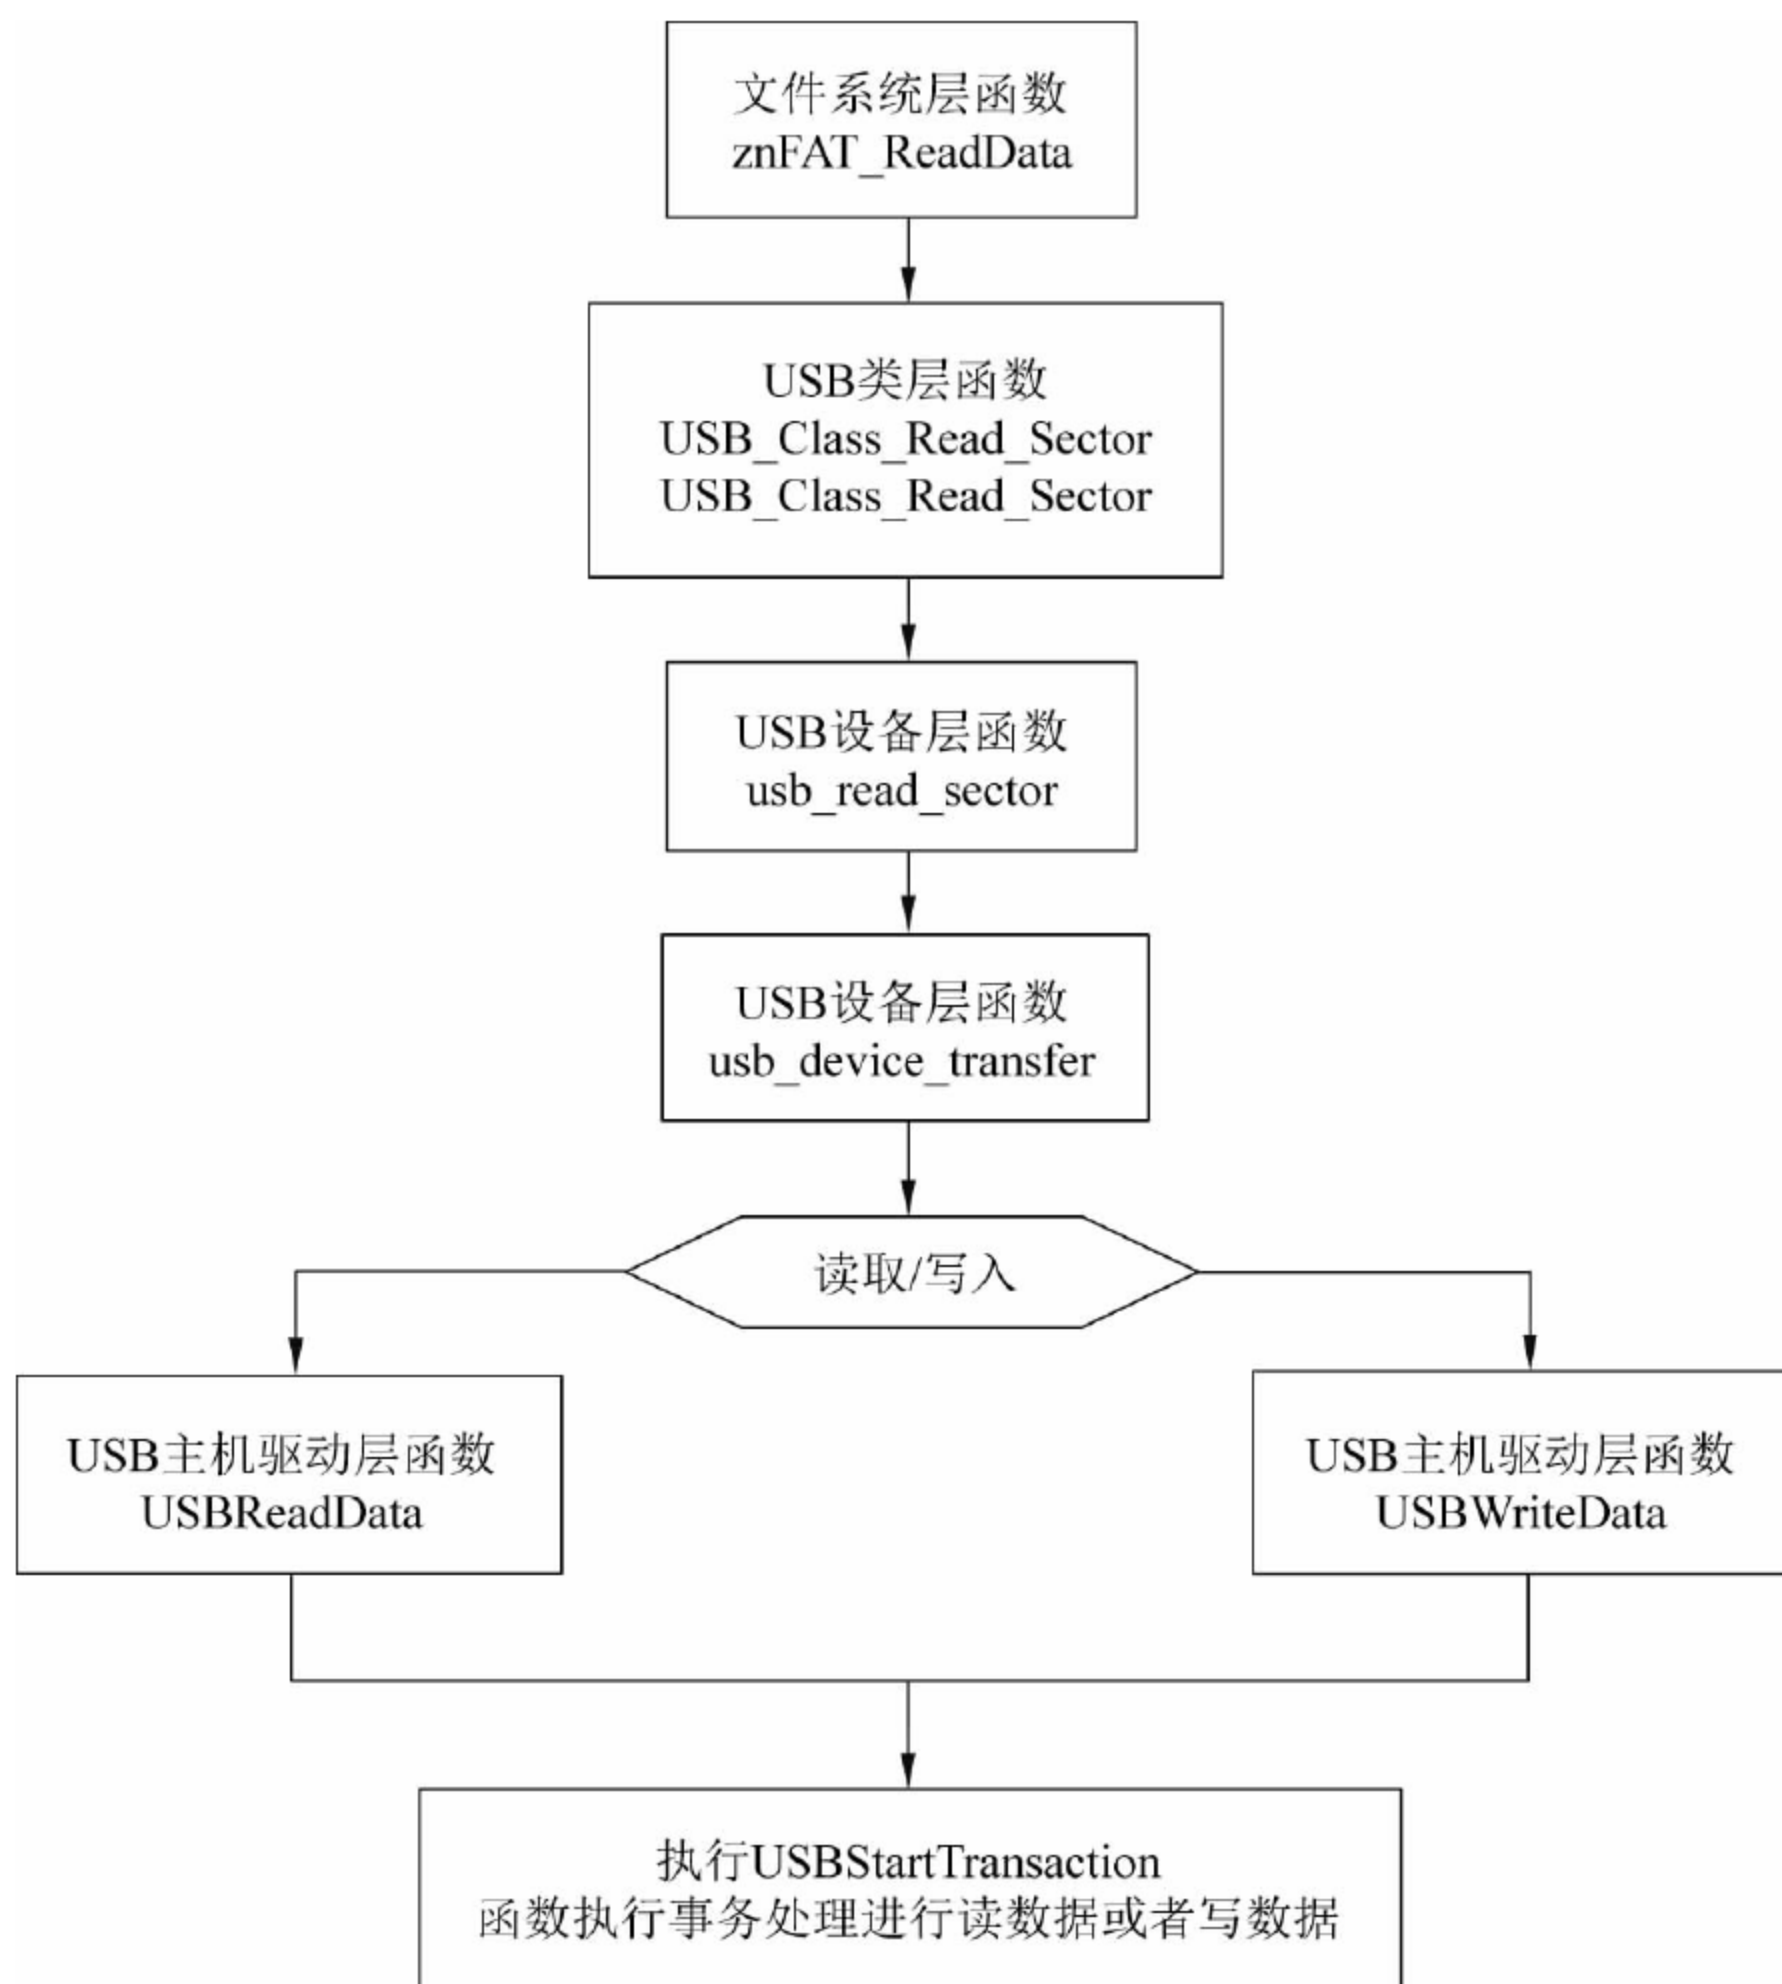 文件系统层函数
znFAT_ReadData
USB类层函数
USB_Class_Read_Sector
USB_Class_Read_Sector
USB设备层函数
usb_read_sector
USB设备层函数
usb_device_transfer
读取/写入
USB主机驱动层函数
USBReadData
USB主机驱动层函数
USBWriteData
执行USBStartTransaction
函数执行事务处理进行读数据或者写数据